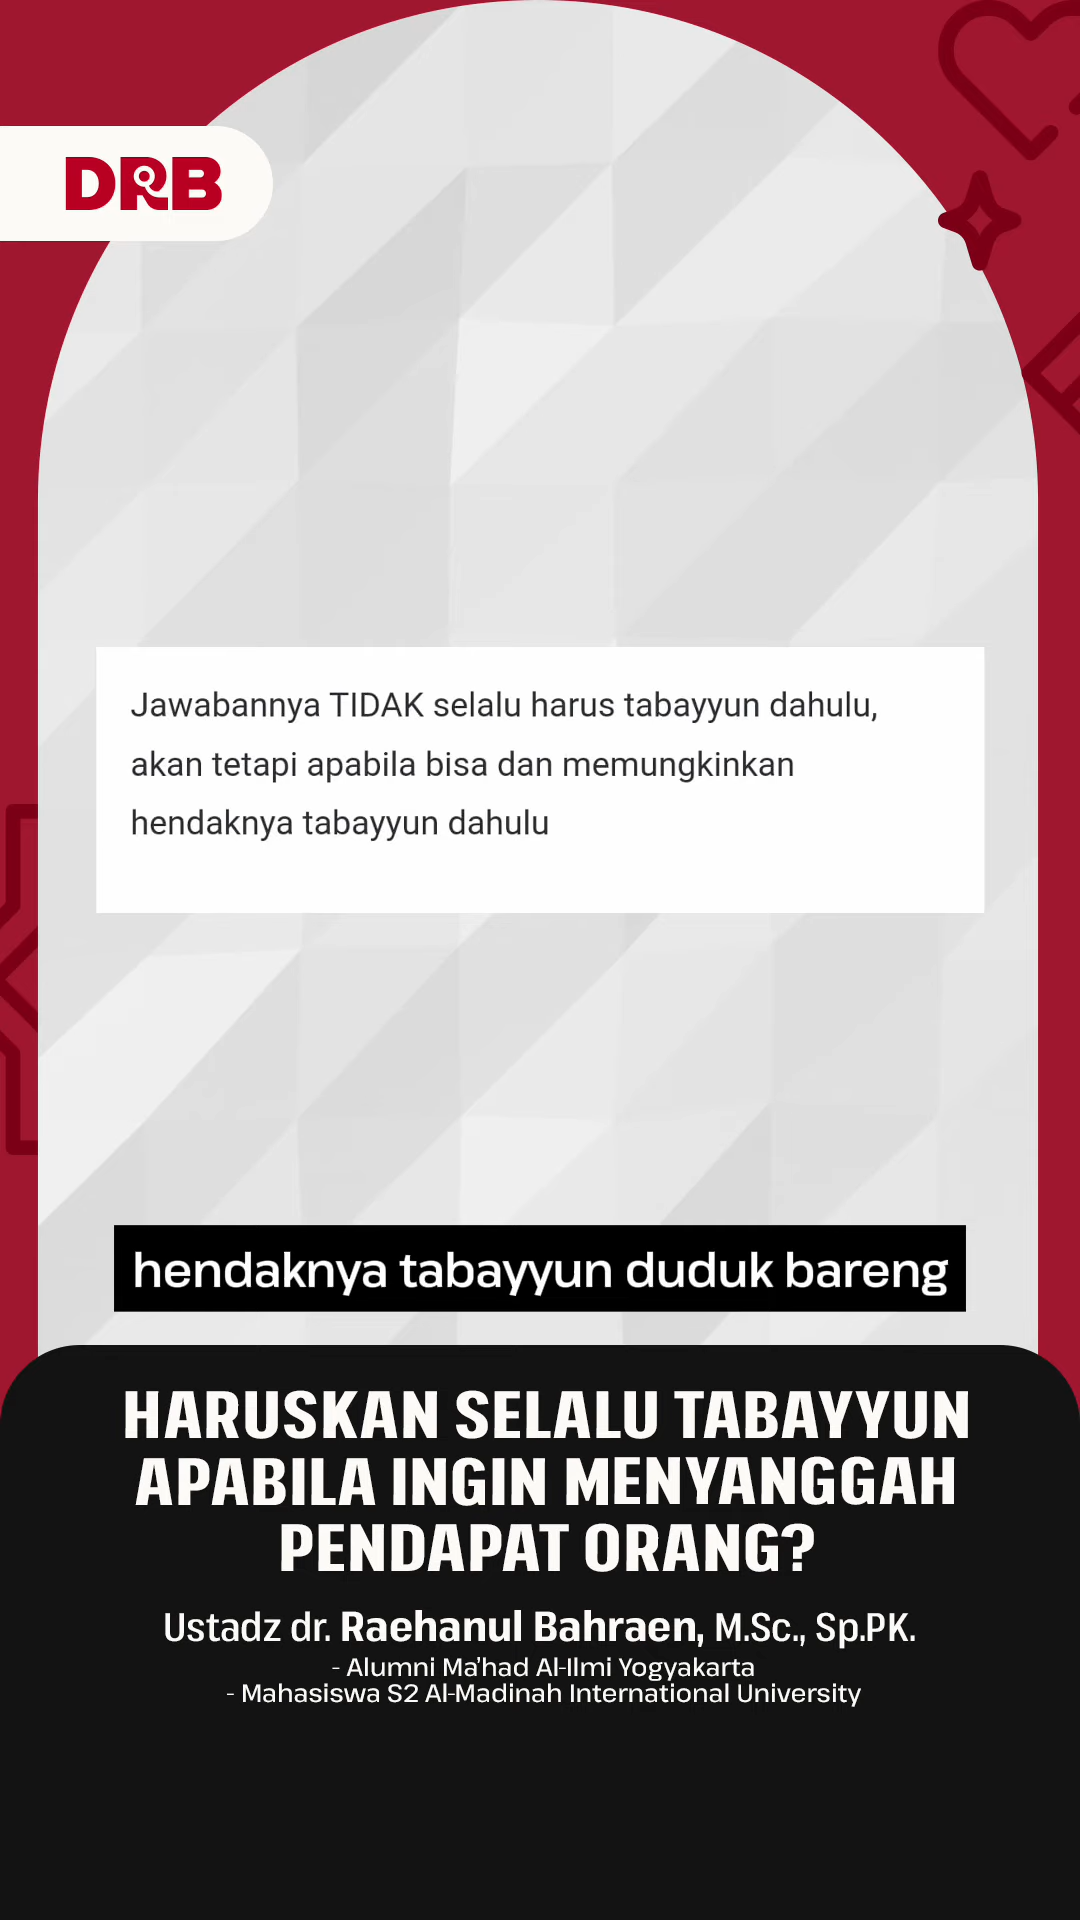 DRB
Jawabannya TIDAK selalu harus tabayyun dahulu,
akan tetapi apabila bisa dan memungkinkan
hendaknya tabayyun dahulu
hendaknya tabayyun duduk bareng
HARUSKAN SELALU TABAYYUN
APABILA INGIN MENYANGGAH
PENDAPAT ORANG?
Ustadz dr. Raehanul Bahraen, M.Sc., Sp.PK.
- Alumni Ma'had Al-Ilmi Yogyakarta
- Mahasiswa S2 Al-Madinah International University